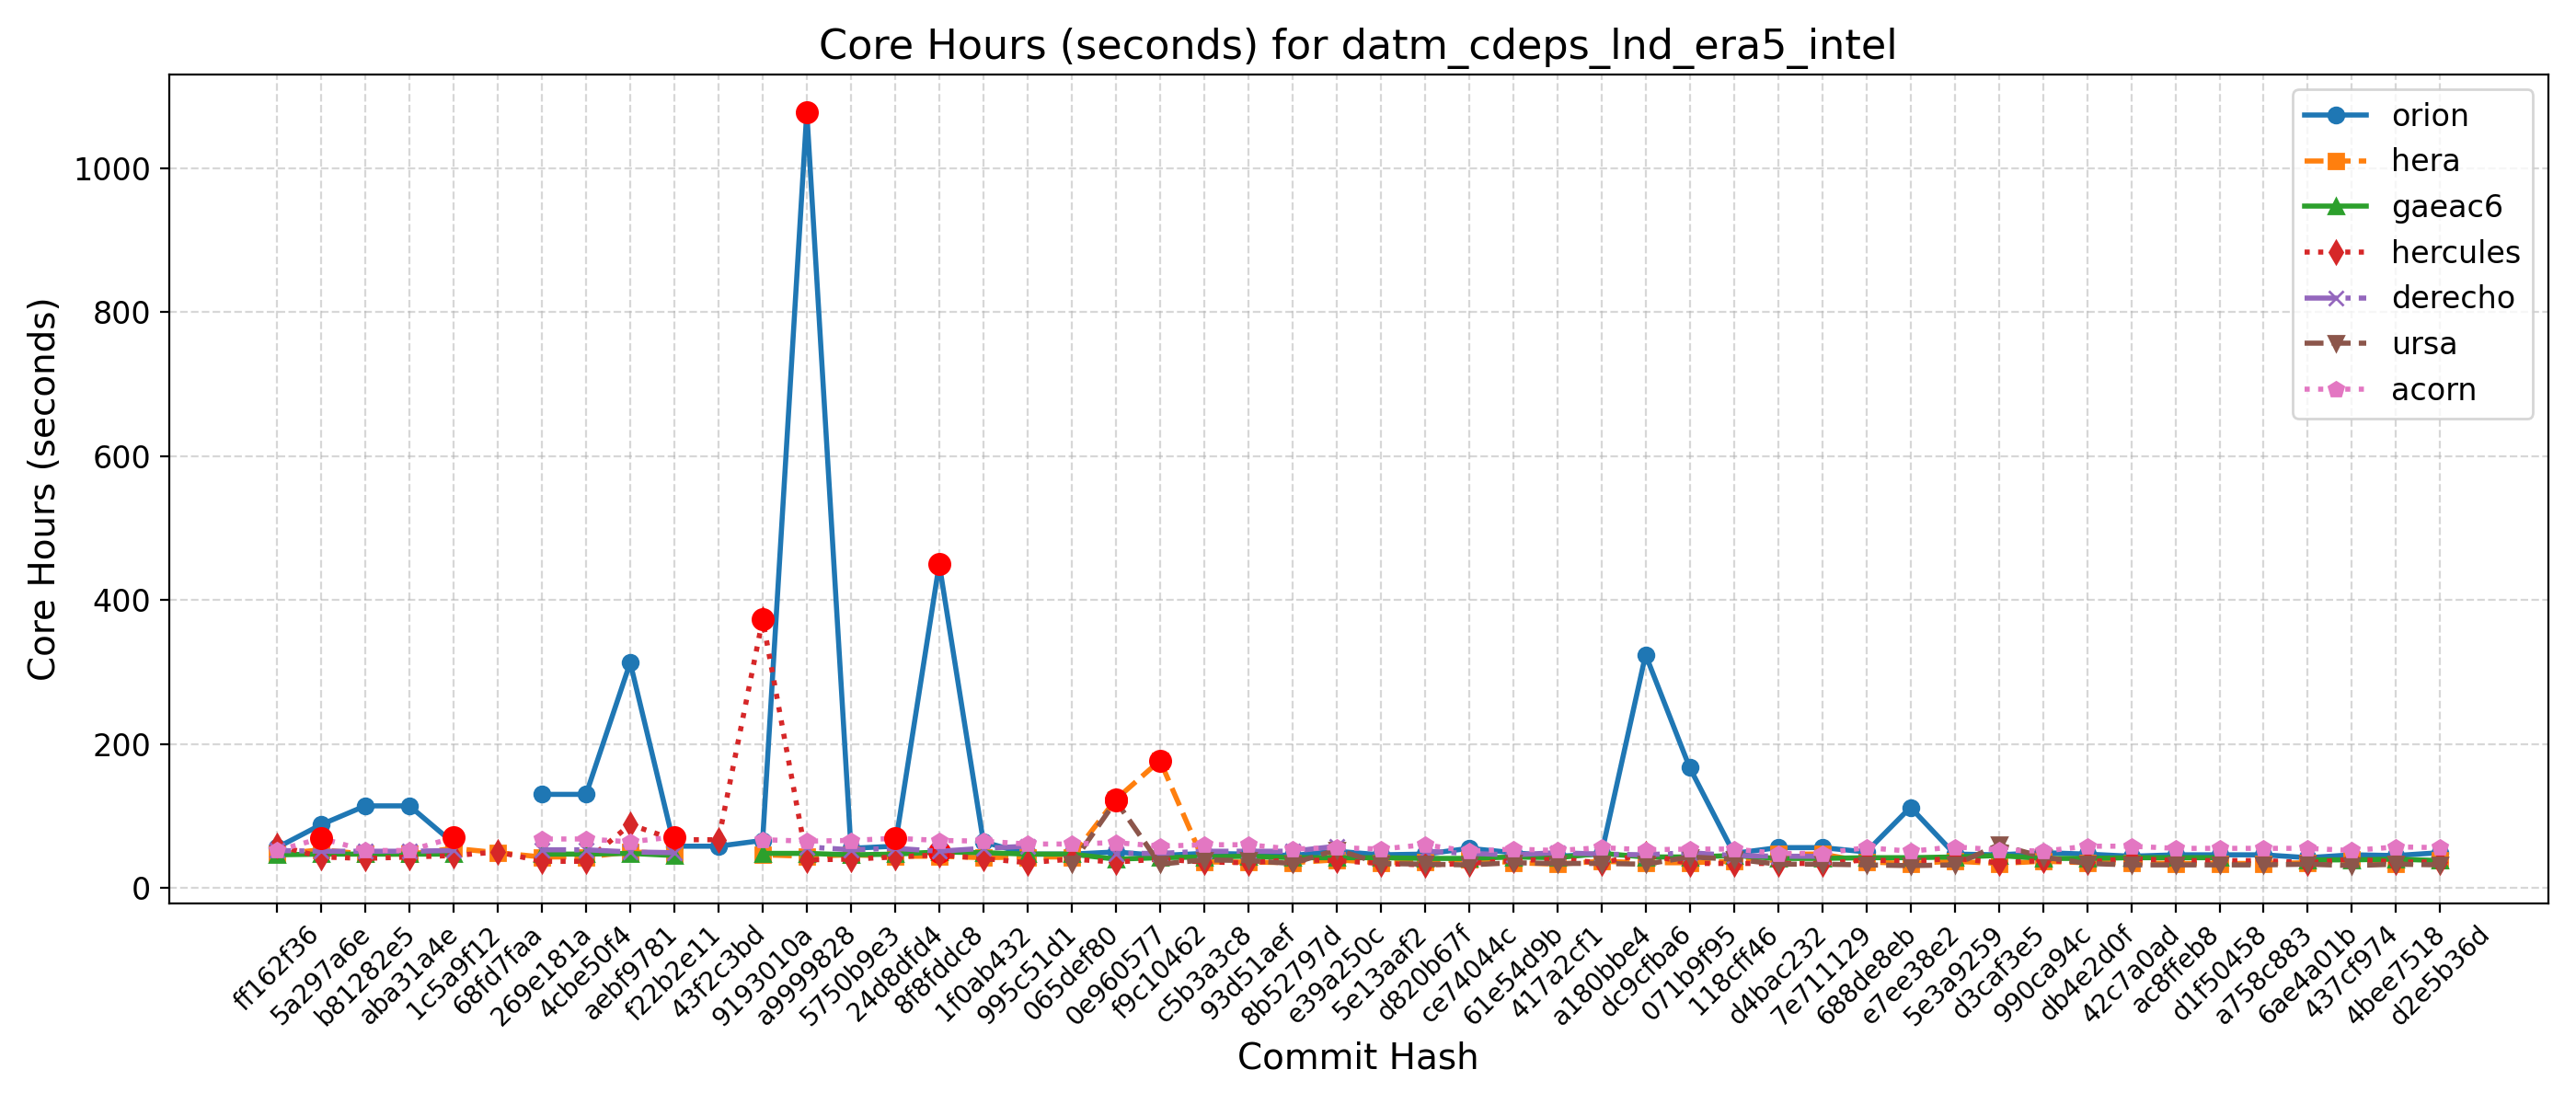 Core Hours (seconds) for datm_cdeps_lnd_era5_intel
Core Hours (seconds)
1000
800
600
400
200
0
orion
hera
gaeac6
hercules
derecho
ursa
acorn
ff162f36
5a297a6e
b81282e5
aba31a4e
1c5a9f12
68fd7faa
269e181a
4cbe50f4
aebf9781
f22b2e11
43f2c3bd
9193010a
a9999828
5750b9e3
24d8dfd4
8f8fddc8
1f0ab432
995c51d1
065def80
0e960577
f9c10462
c5b3a3c8
93d51aef
8b52797d
e39a250c
5e13aaf2
d820b67f
ce74044c
61e54d9b
417a2cf1
a180bbe4
dc9cfba6
071b9f95
118cff46
d4bac232
7e711129
688de8eb
e7ee38e2
5e3a9259
d3caf3e5
990ca94c
db4e2d0f
42c7a0ad
ac8ffeb8
d1f50458
a758c883
6ae4a01b
437cf974
4bee7518
d2e5b36d
Commit Hash